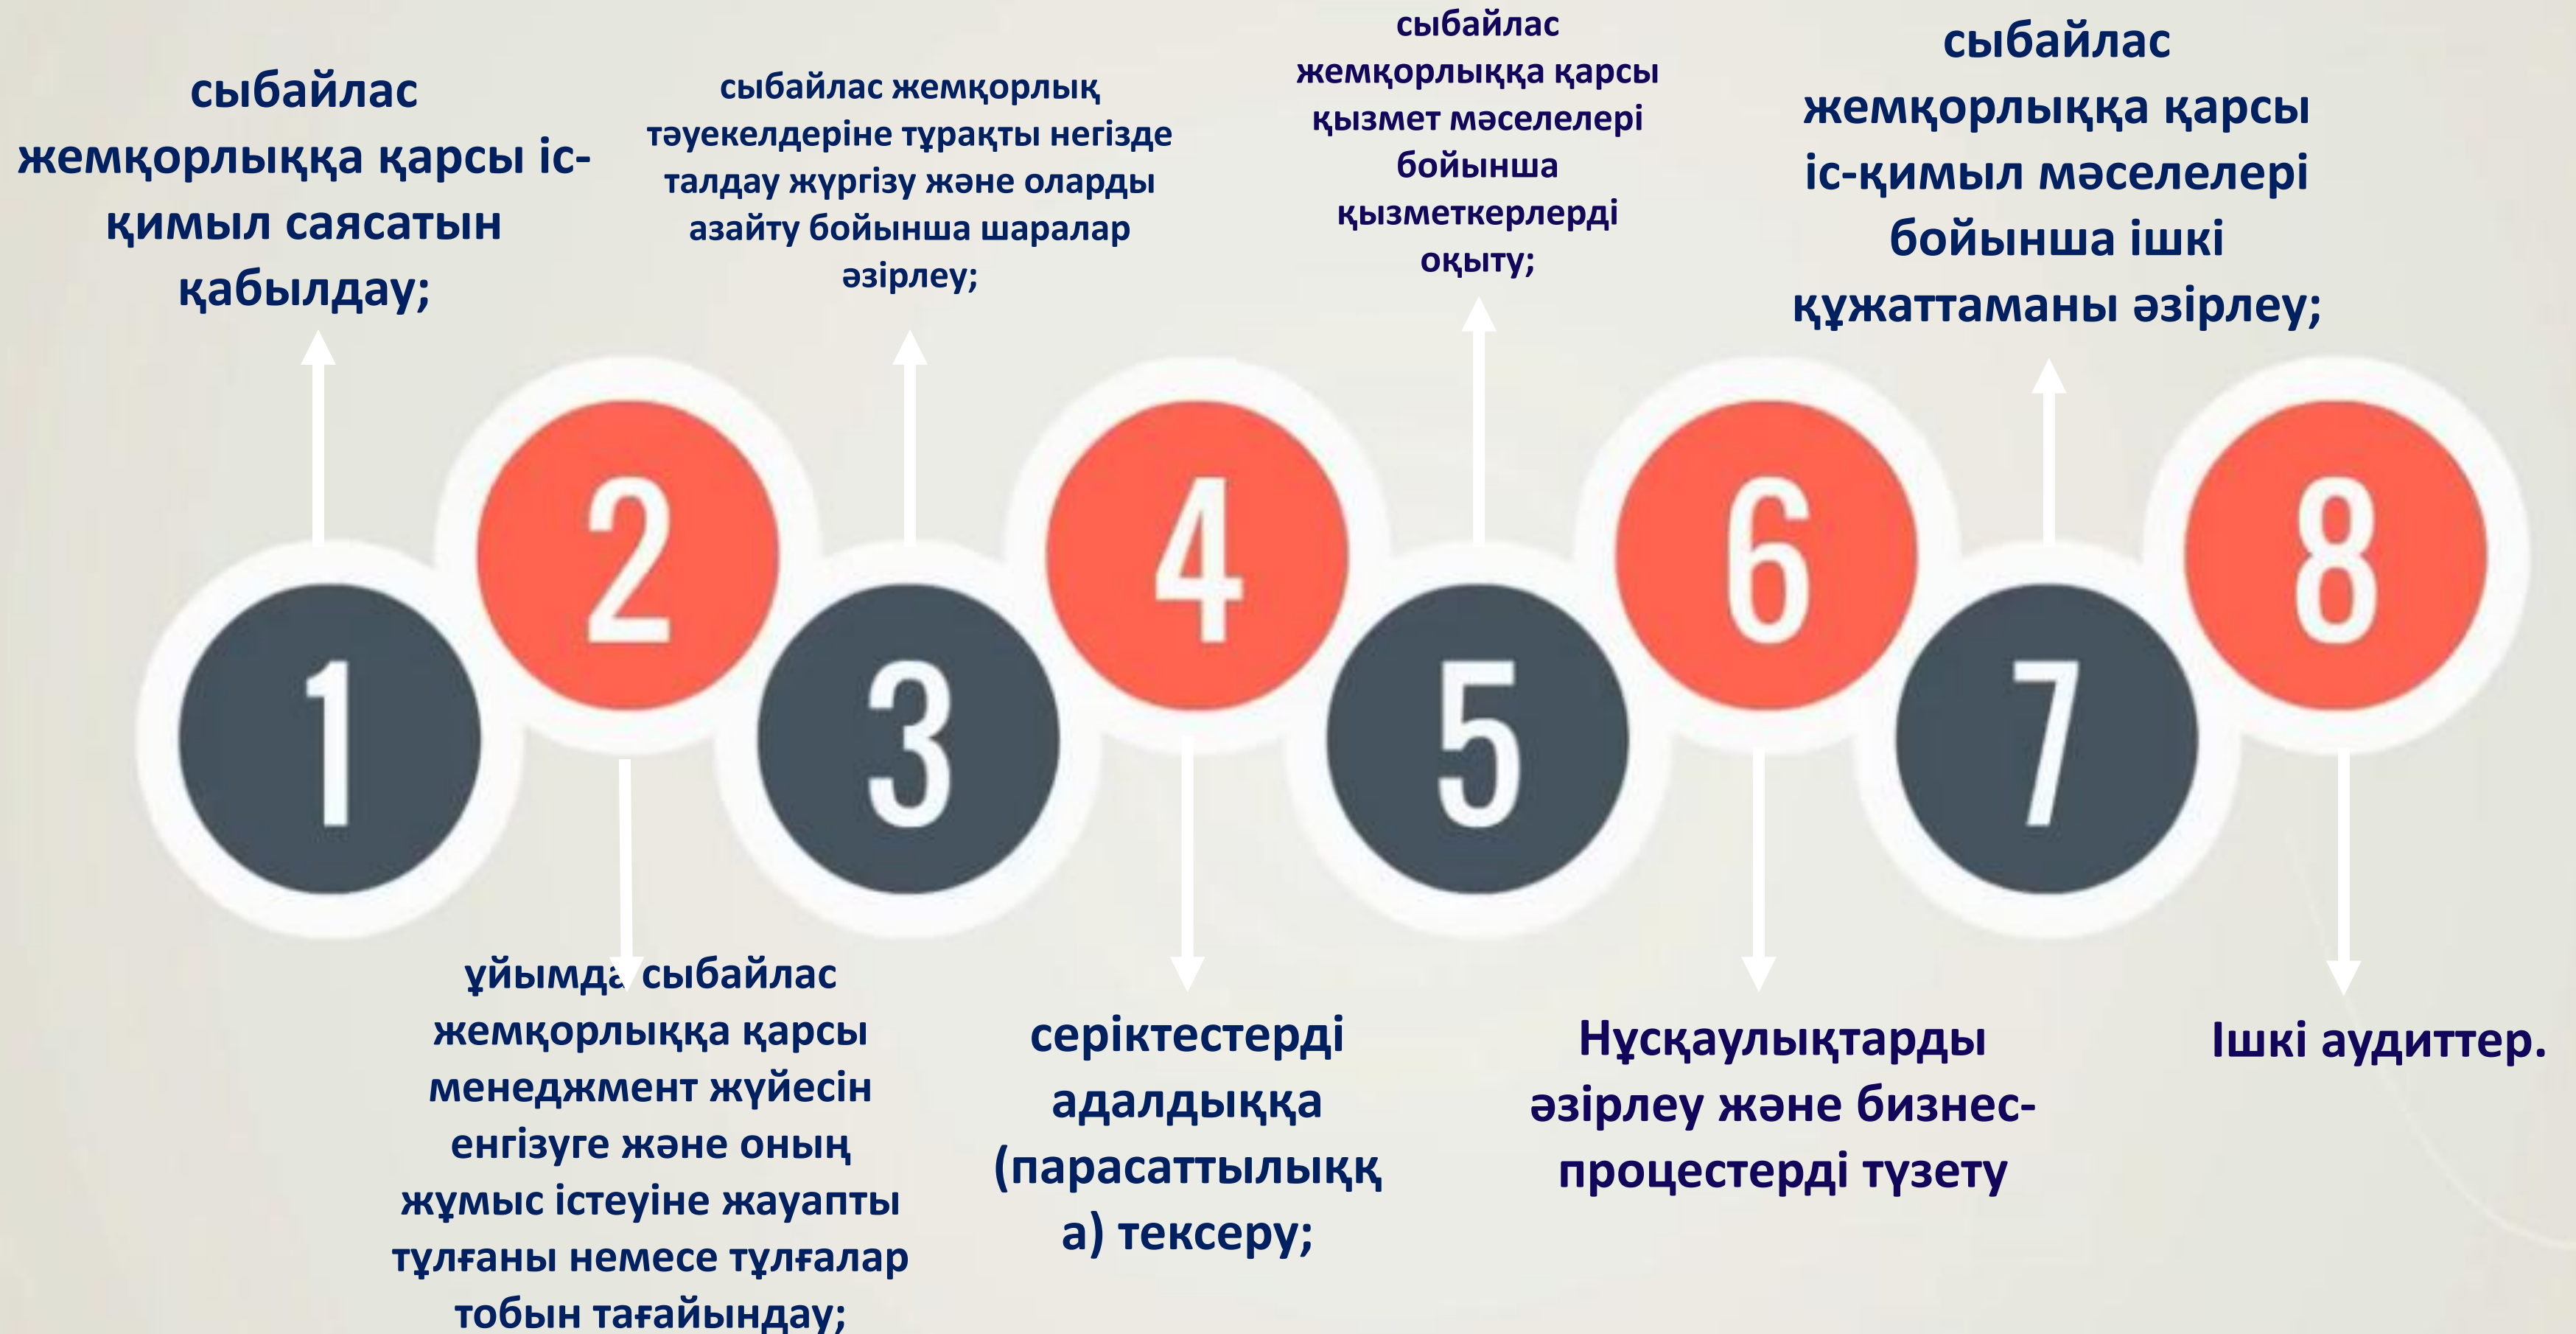 сыбайлас
жемқорлыққа қарсы іс-
қимыл саясатын
қабылдау;
сыбайлас жемқорлық
тәуекелдеріне тұрақты негізде
талдау жүргізу және оларды
азайту бойынша шаралар
әзірлеу;
сыбайлас
жемқорлыққа қарсы
қызмет мәселелері
бойынша
қызметкерлерді
оқыту;
сыбайлас
жемқорлыққа қарсы
іс-қимыл мәселелері
бойынша ішкі
құжаттаманы әзірлеу;
1
2
3
4
5
6
7
8
ұйымда сыбайлас
жемқорлыққа қарсы
менеджмент жүйесін
енгізуге және оның
жұмыс істеуіне жауапты
тұлғаны немесе тұлғалар
тобын тағайындау;
серіктестерді
адалдыққа
(парасаттылыққ
а) тексеру;
Нұсқаулықтарды
әзірлеу және бизнес-
процестерді түзету
Ішкі аудиттер.